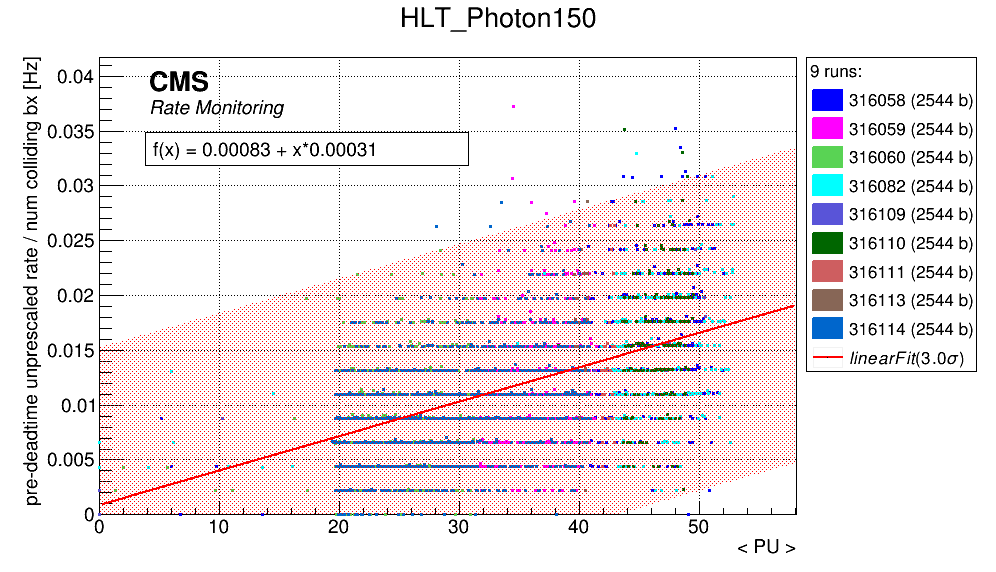 HLT_Photon150
CMS
Rate Monitoring
f(x) = 0.00083 + x*0.00031
pre-deadtime unprescaled rate / num colliding bx [Hz]
0.04
0.035
0.03
0.025
0.02
0.015
0.01
0.005
0
0 10 20 30 40 50
< PU >
9 runs:
316058 (2544 b)
316059 (2544 b)
316060 (2544 b)
316082 (2544 b)
316109 (2544 b)
316110 (2544 b)
316111 (2544 b)
316113 (2544 b)
316114 (2544 b)
linearFit(3.0σ)